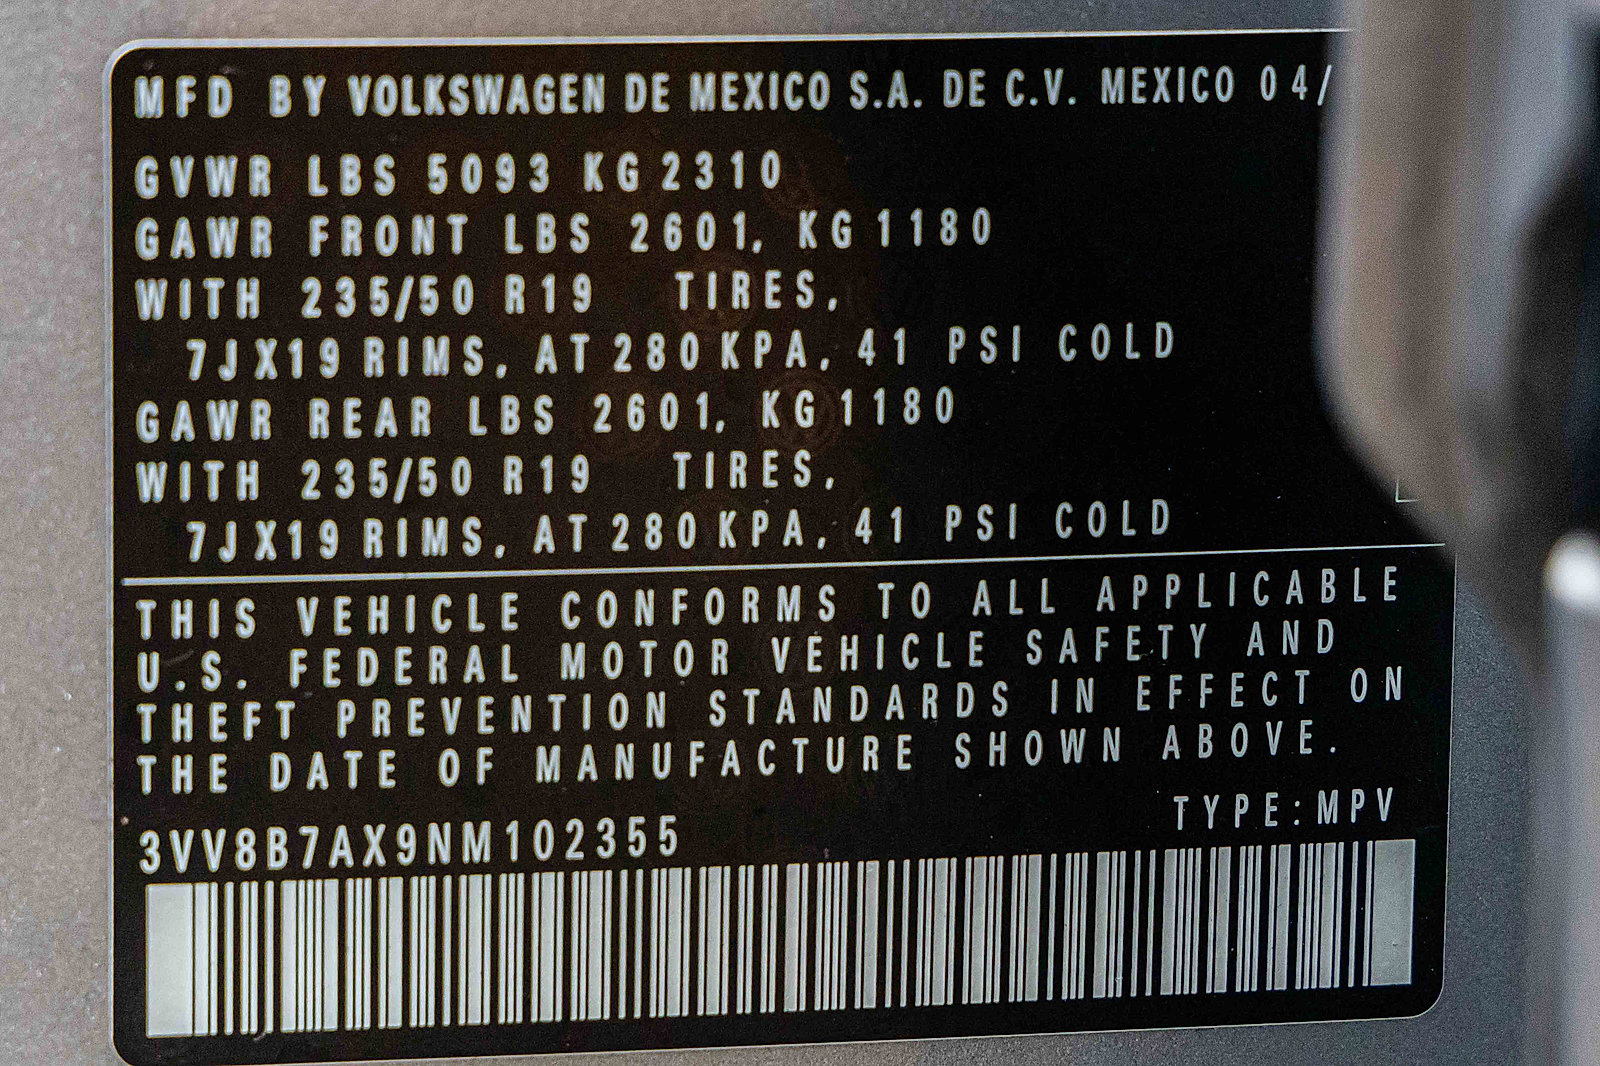 MFD BY VOLKSWAGEN DE MEXICO S.A. DE C.V. MEXICO 04/
GVWR LBS 5093 KG 2310
GAWR FRONT LBS 2601, KG 1180
WITH 235/50 R19 TIRES,
7JX19 RIMS, AT 280 KPA, 41 PSI COLD
GAWR REAR LBS 2601, KG 1180
WITH 235/50 R19 TIRES,
7JX19 RIMS, AT 280 KPA, 41 PSI COLD
THIS VEHICLE CONFORMS TO ALL APPLICABLE
U.S. FEDERAL MOTOR VEHICLE SAFETY AND
THEFT PREVENTION STANDARDS IN EFFECT ON
THE DATE OF MANUFACTURE SHOWN ABOVE.
TYPE:MPV
3VV8B7AX9NM102355